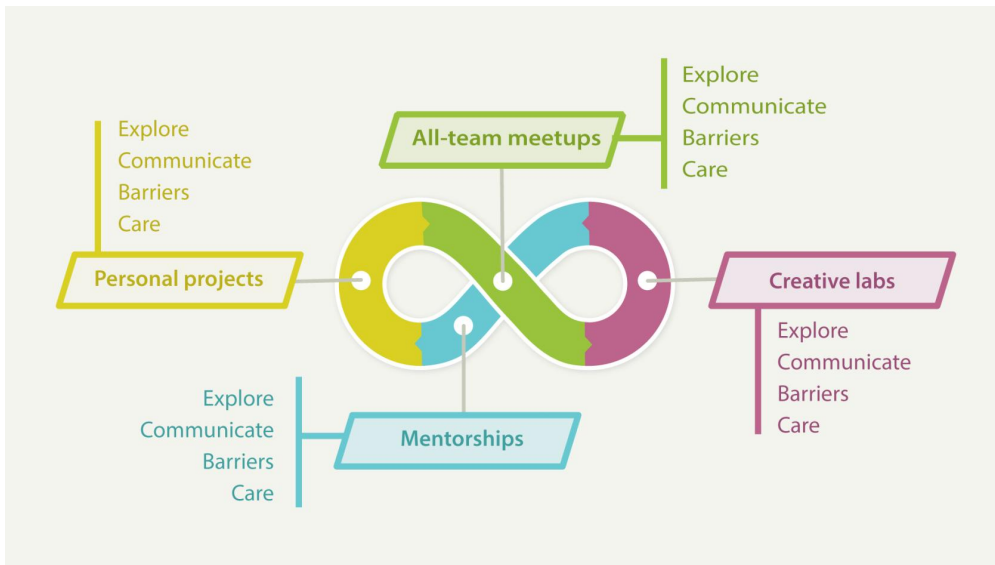 Explore
Communicate
Barriers
Care
Personal projects
All-team meetups
Explore
Communicate
Barriers
Care
Creative labs
Explore
Communicate
Barriers
Care
Explore
Communicate
Barriers
Care
Mentorships